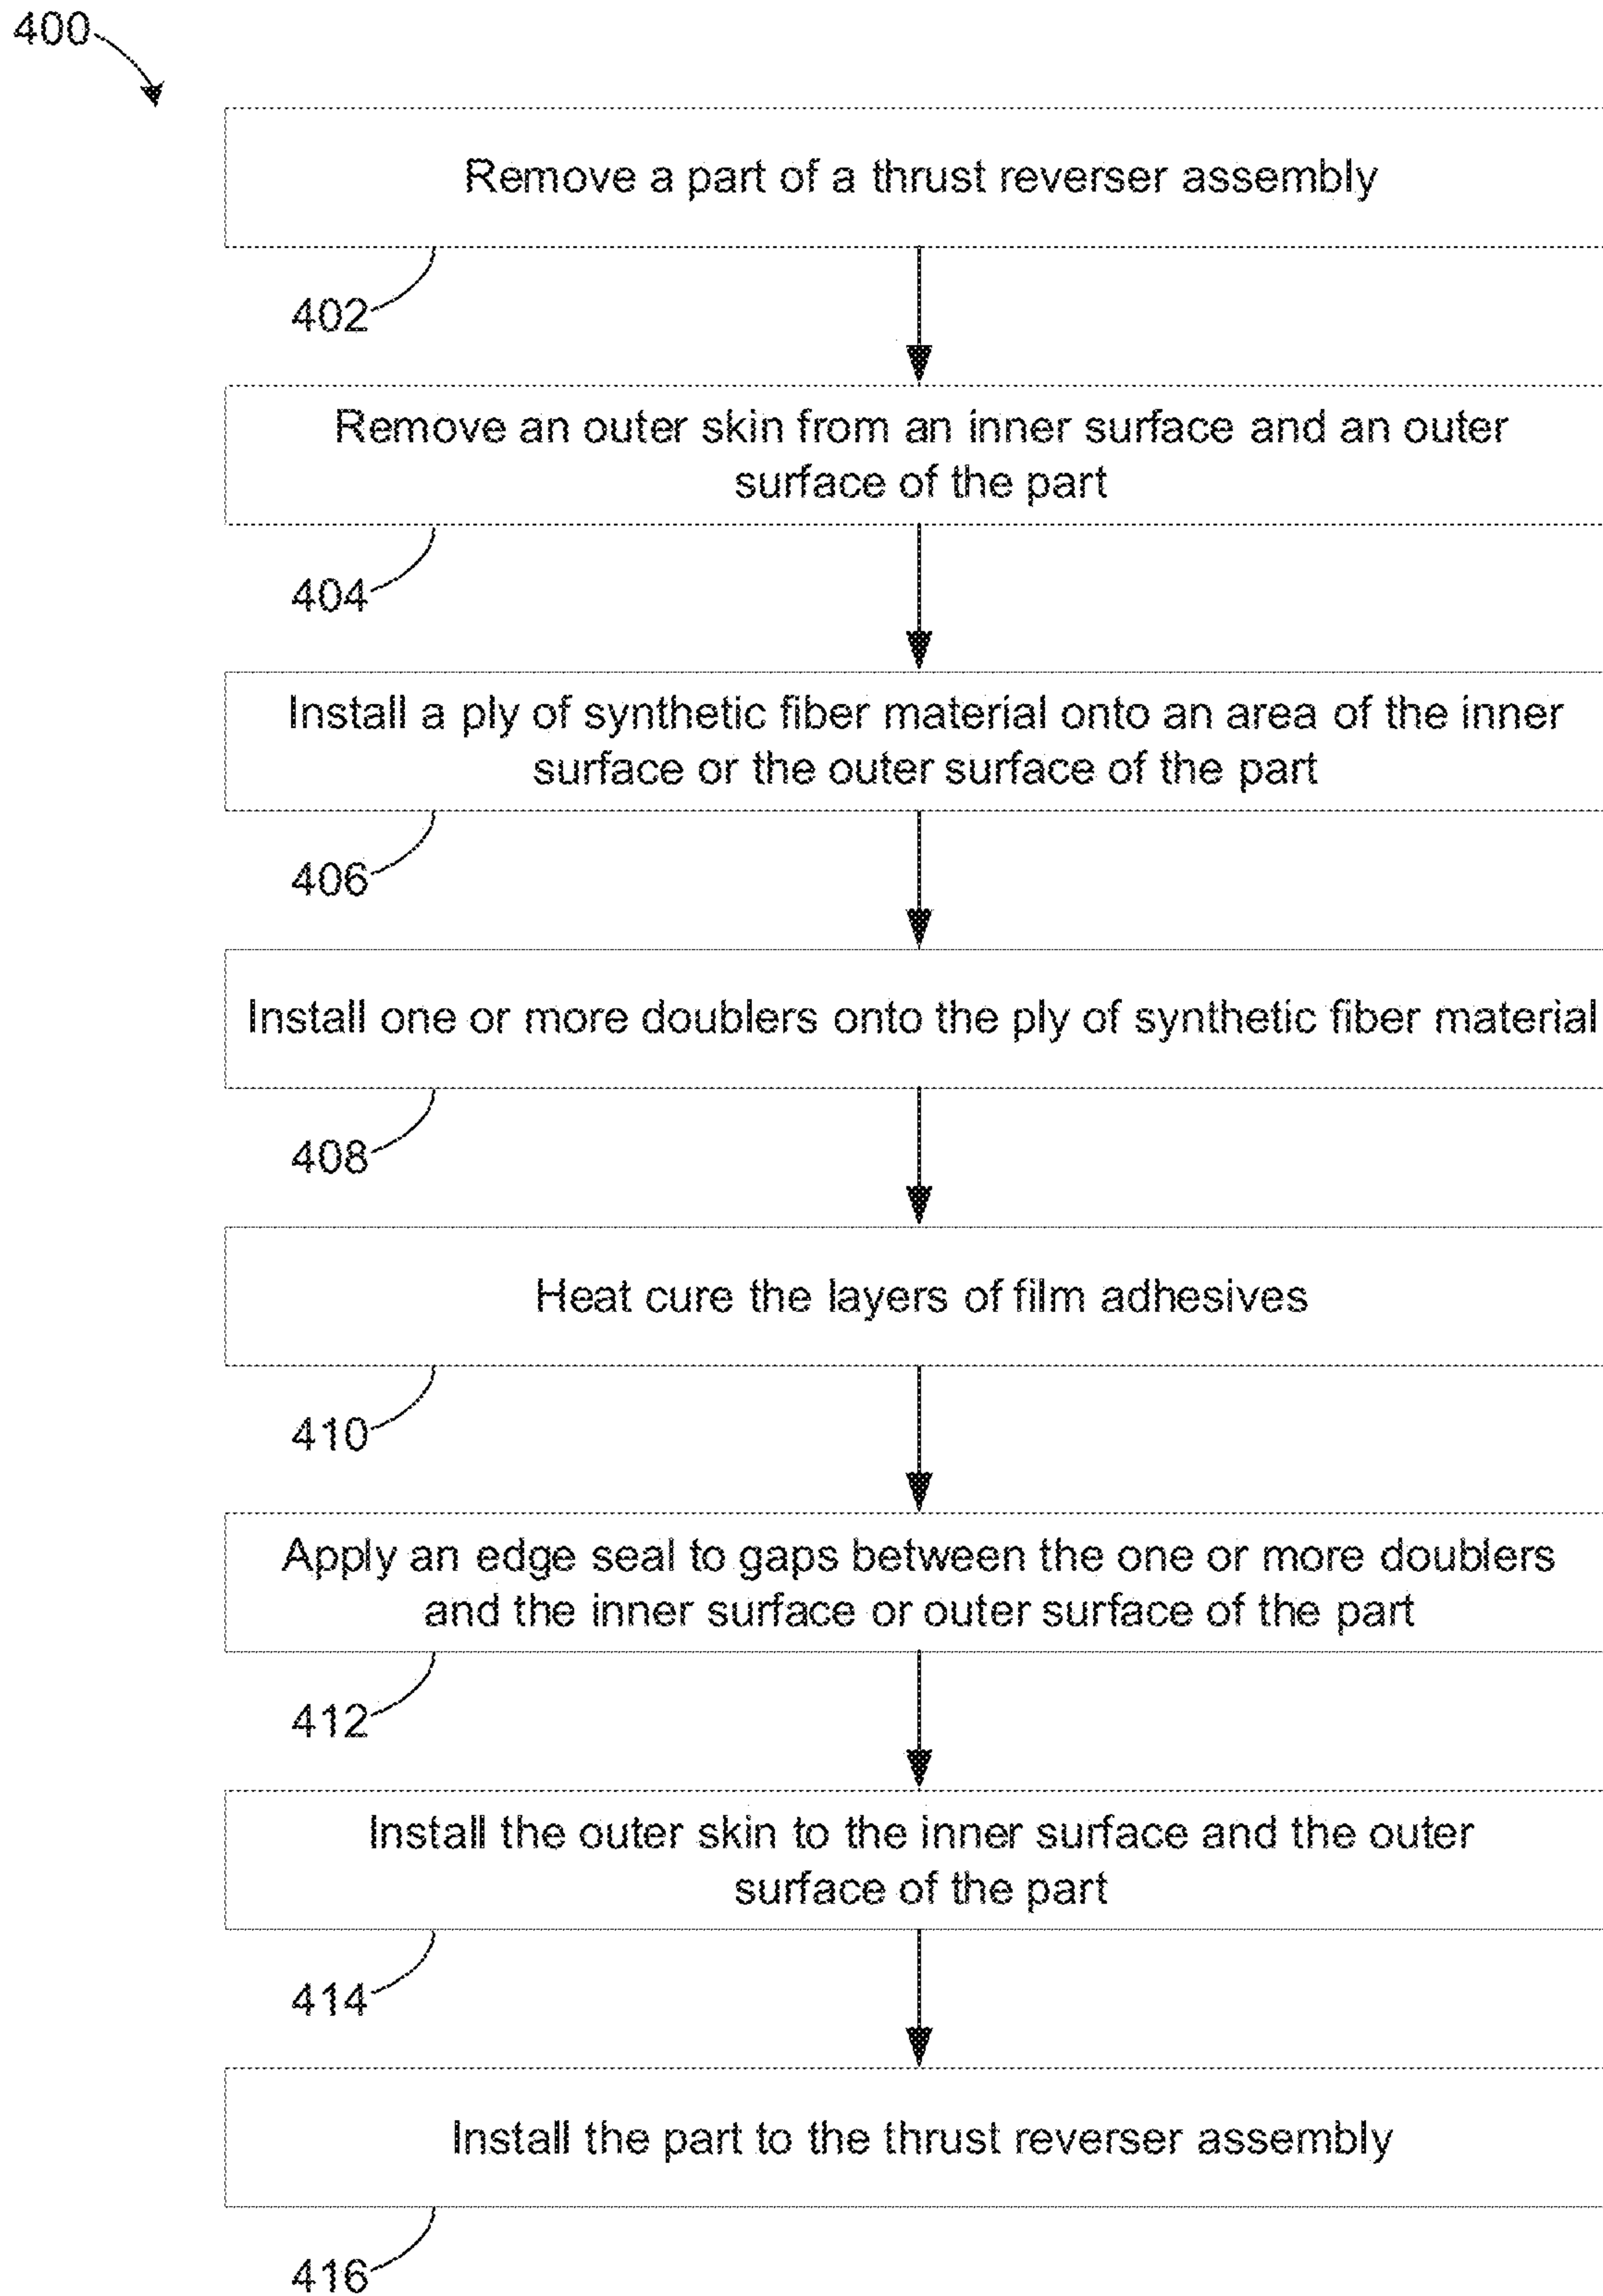 400
Remove a part of a thrust reverser assembly
402
Remove an outer skin from an inner surface and an outer
surface of the part
404
Install a ply of synthetic fiber material onto an area of the inner
surface or the outer surface of the part
406
Install one or more doublers onto the ply of synthetic fiber material
408
Heat cure the layers of film adhesives
410
Apply an edge seal to gaps between the one or more doublers
and the inner surface or outer surface of the part
412
Install the outer skin to the inner surface and the outer
surface of the part
414
Install the part to the thrust reverser assembly
416